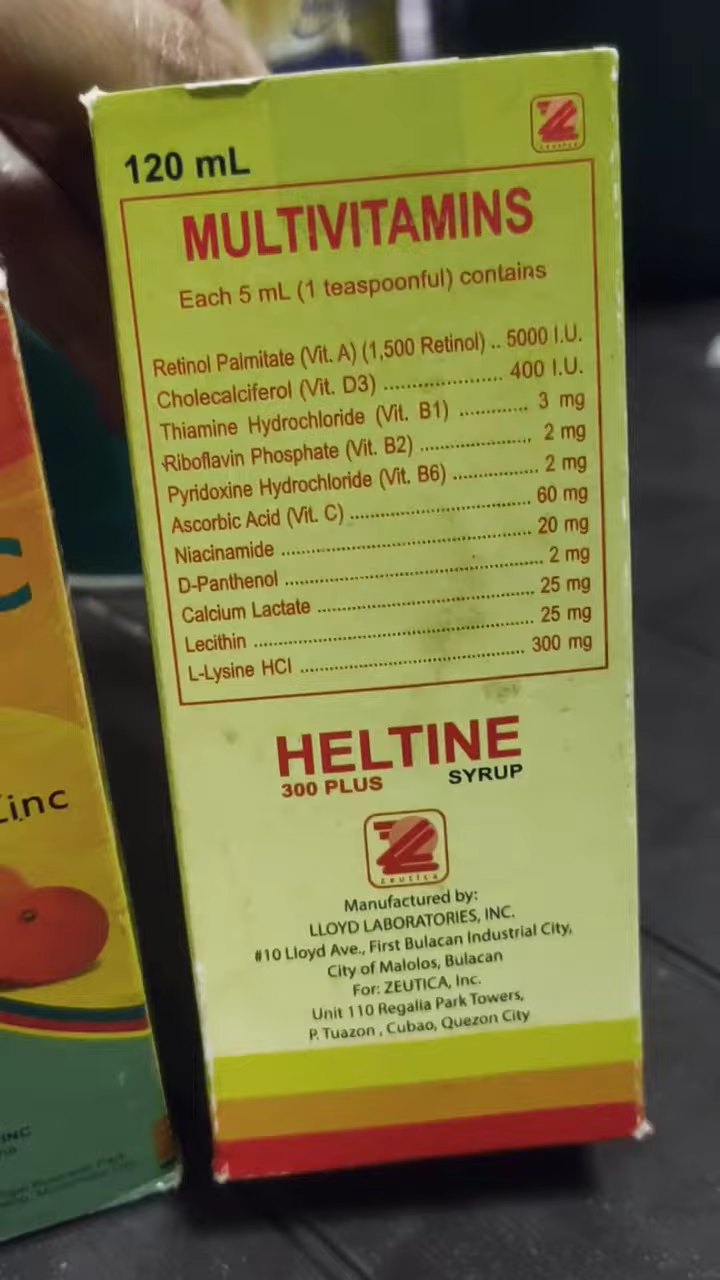 120 mL
ZEUTICA
MULTIVITAMINS
Each 5 mL (1 teaspoonful) contains
Retinol Palmitate (Vit. A) (1,500 Retinol) .. 5000 I.U.
Cholecalciferol (Vit. D3) ...................... 400 I.U.
Thiamine Hydrochloride (Vit. B1) ............ 3 mg
Riboflavin Phosphate (Vit. B2) .................... 2 mg
Pyridoxine Hydrochloride (Vit. B6) ............... 2 mg
Ascorbic Acid (Vit. C) ................................ 60 mg
Niacinamide ............................................. 20 mg
D-Panthenol .............................................. 2 mg
Calcium Lactate ...................................... 25 mg
Lecithin .................................................. 25 mg
L-Lysine HCl .......................................... 300 mg
HELTINE
300 PLUS SYRUP
zeutica
Manufactured by:
LLOYD LABORATORIES, INC.
#10 Lloyd Ave., First Bulacan Industrial City,
City of Malolos, Bulacan
For: ZEUTICA, Inc.
Unit 110 Regalia Park Towers,
P. Tuazon , Cubao, Quezon City
C
Zinc
INC